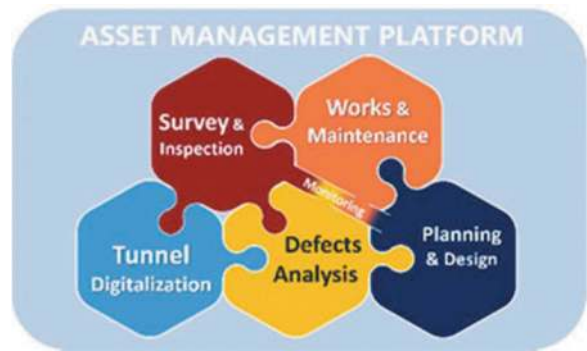 ASSET MANAGEMENT PLATFORM
Survey &
Inspection
Works &
Maintenance
Monitoring
Tunnel
Digitalization
Defects
Analysis
Planning
& Design